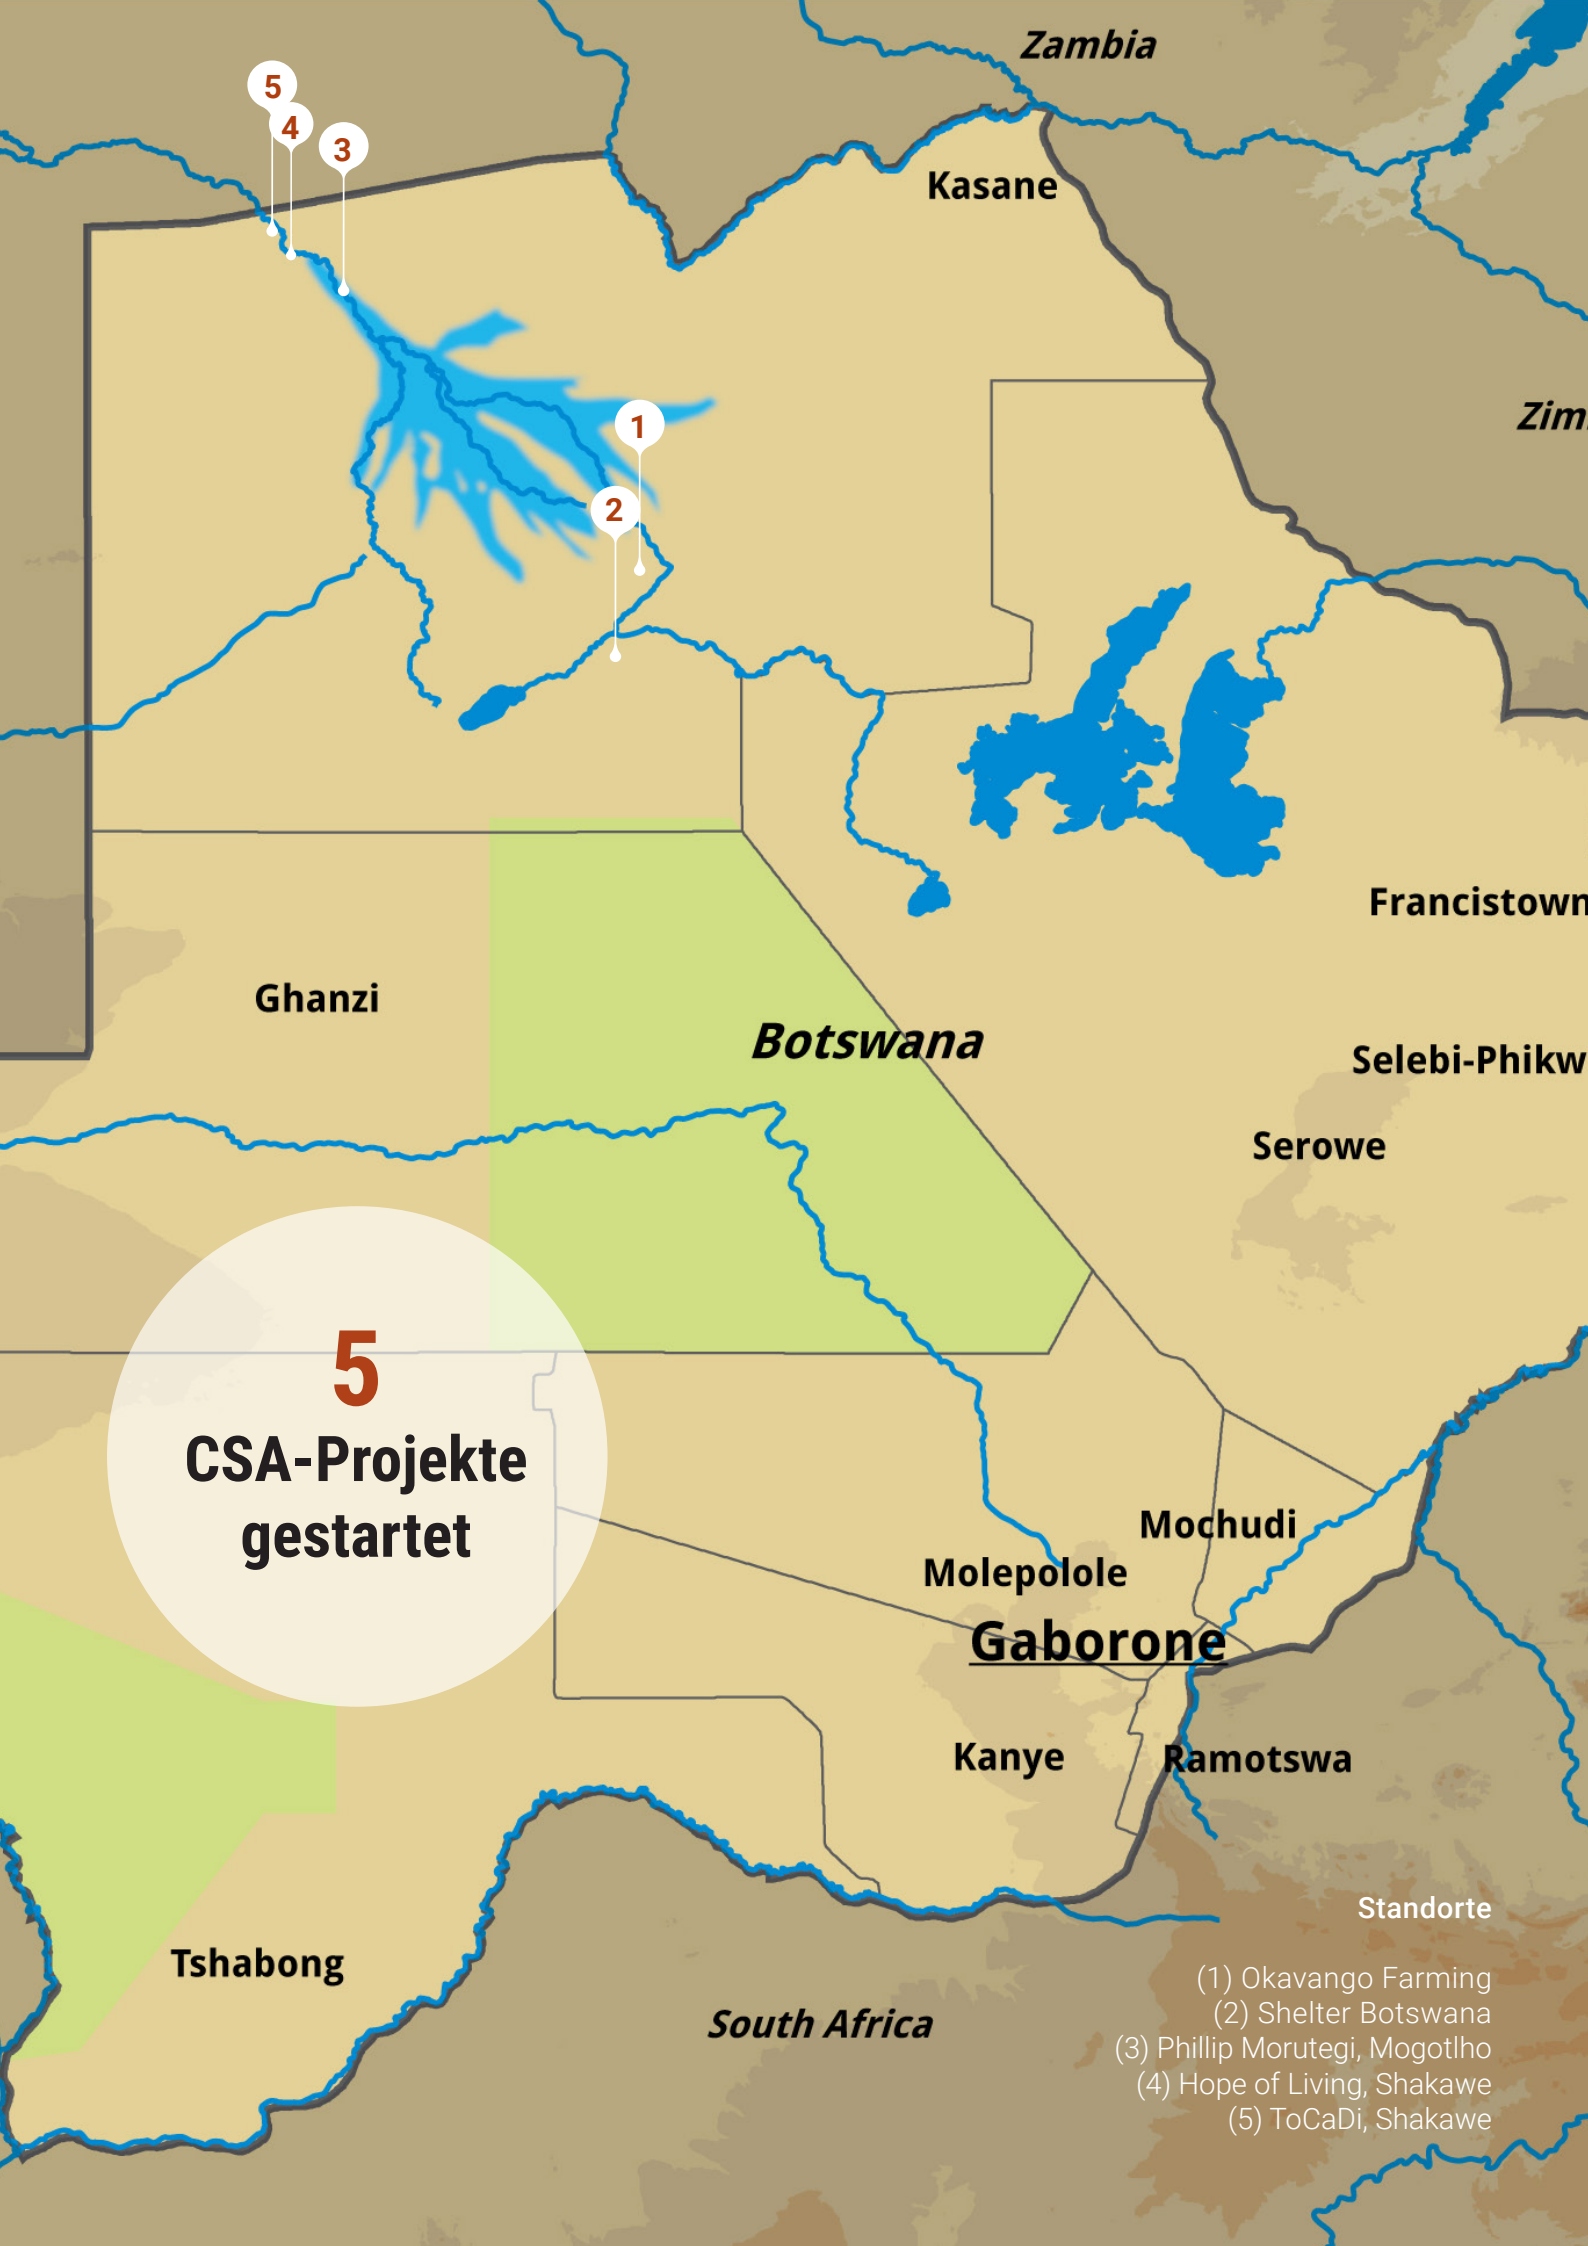 Zambia
5
4
3
Kasane
Zim
1
2
Francistown
Ghanzi
Botswana
Selebi-Phikw
Serowe
5
CSA-Projekte
gestartet
Mochudi
Molepolole
Gaborone
Kanye
Ramotswa
Standorte
Tshabong
(1) Okavango Farming
(2) Shelter Botswana
South Africa
(3) Phillip Morutegi, Mogotlho
(4) Hope of Living, Shakawe
(5) ToCaDi, Shakawe